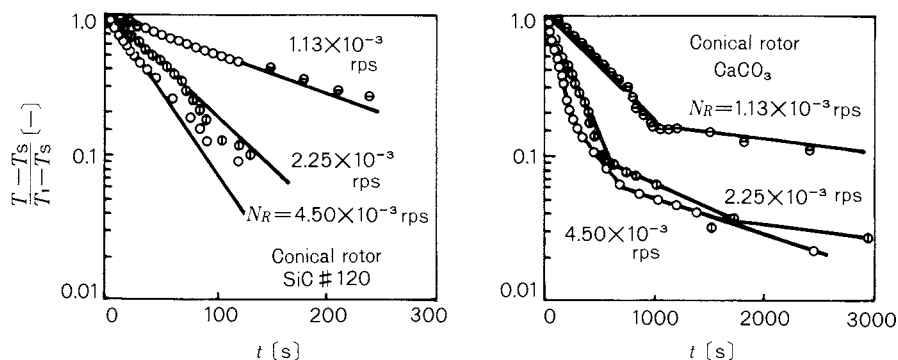 T－Ts
T₁－Ts
〔—〕
1.0
0.1
0.01
1.13×10⁻³
rps
2.25×10⁻³
rps
N_R＝4.50×10⁻³ rps
Conical rotor
SiC ＃120
0
100
200
300
t 〔s〕
1.0
0.1
0.01
Conical rotor
CaCO₃
N_R＝1.13×10⁻³
rps
2.25×10⁻³
rps
4.50×10⁻³
rps
0
1000
2000
3000
t 〔s〕